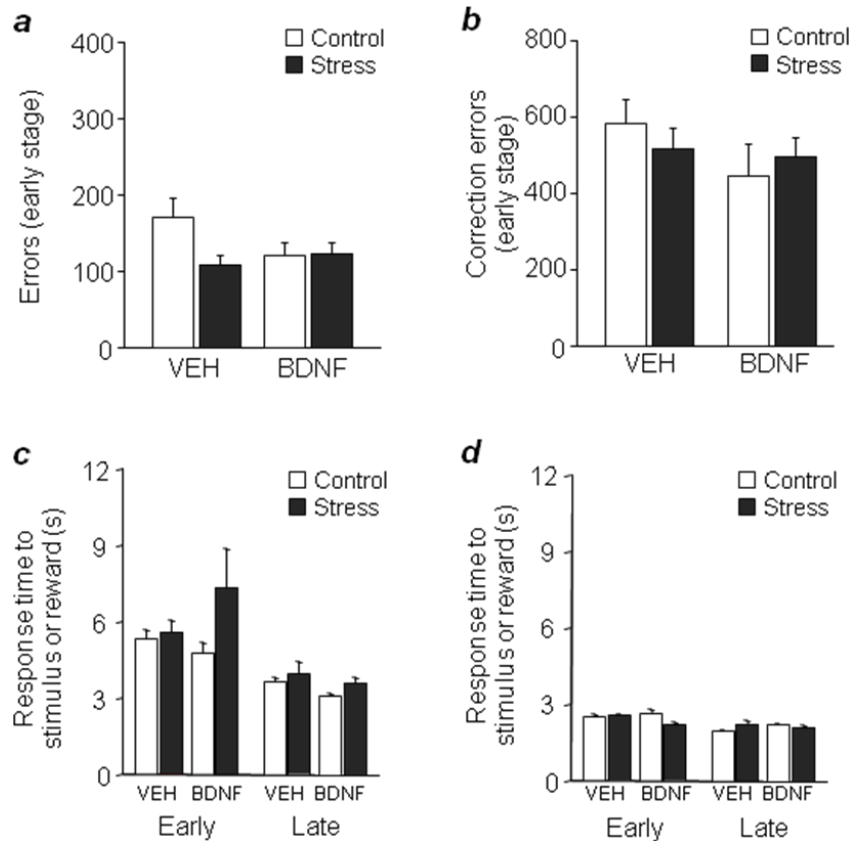 a
Errors (early stage)
400
300
200
100
0
Control
Stress
VEH BDNF
b
Correction errors
(early stage)
800
600
400
200
0
Control
Stress
VEH BDNF
c
Response time to
stimulus or reward (s)
12
9
6
3
0
Control
Stress
VEH BDNF VEH BDNF
Early Late
d
Response time to
stimulus or reward (s)
12
9
6
3
0
Control
Stress
VEH BDNF VEH BDNF
Early Late